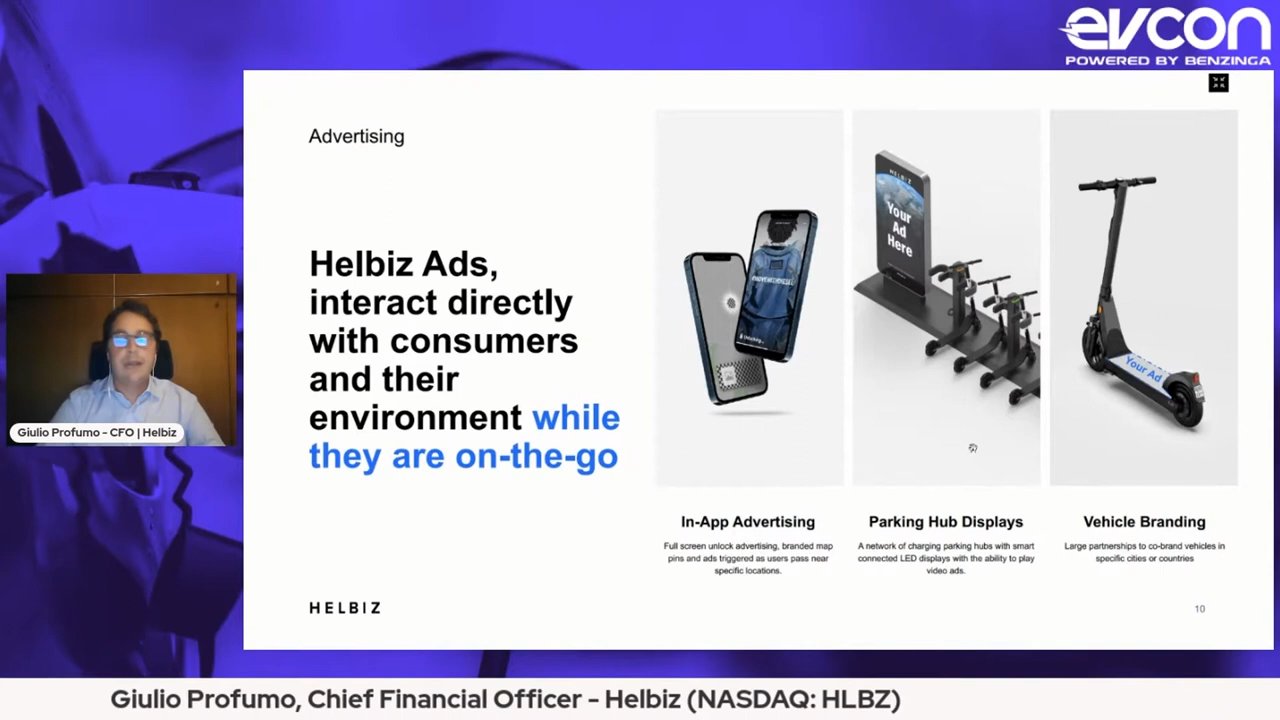 evcon
POWERED BY BENZINGA
Advertising
Helbiz Ads,
interact directly
with consumers
and their
environment while
they are on-the-go
HELBIZ
Your
Ad
Here
Your Ad
In-App Advertising
Full screen unlock advertising, branded map
pins and ads triggered as users pass near
specific locations.
Parking Hub Displays
A network of charging parking hubs with smart
connected LED displays with the ability to play
video ads.
Vehicle Branding
Large partnerships to co-brand vehicles in
specific cities or countries
HELBIZ
10
Giulio Profumo - CFO | Helbiz
Giulio Profumo, Chief Financial Officer - Helbiz (NASDAQ: HLBZ)